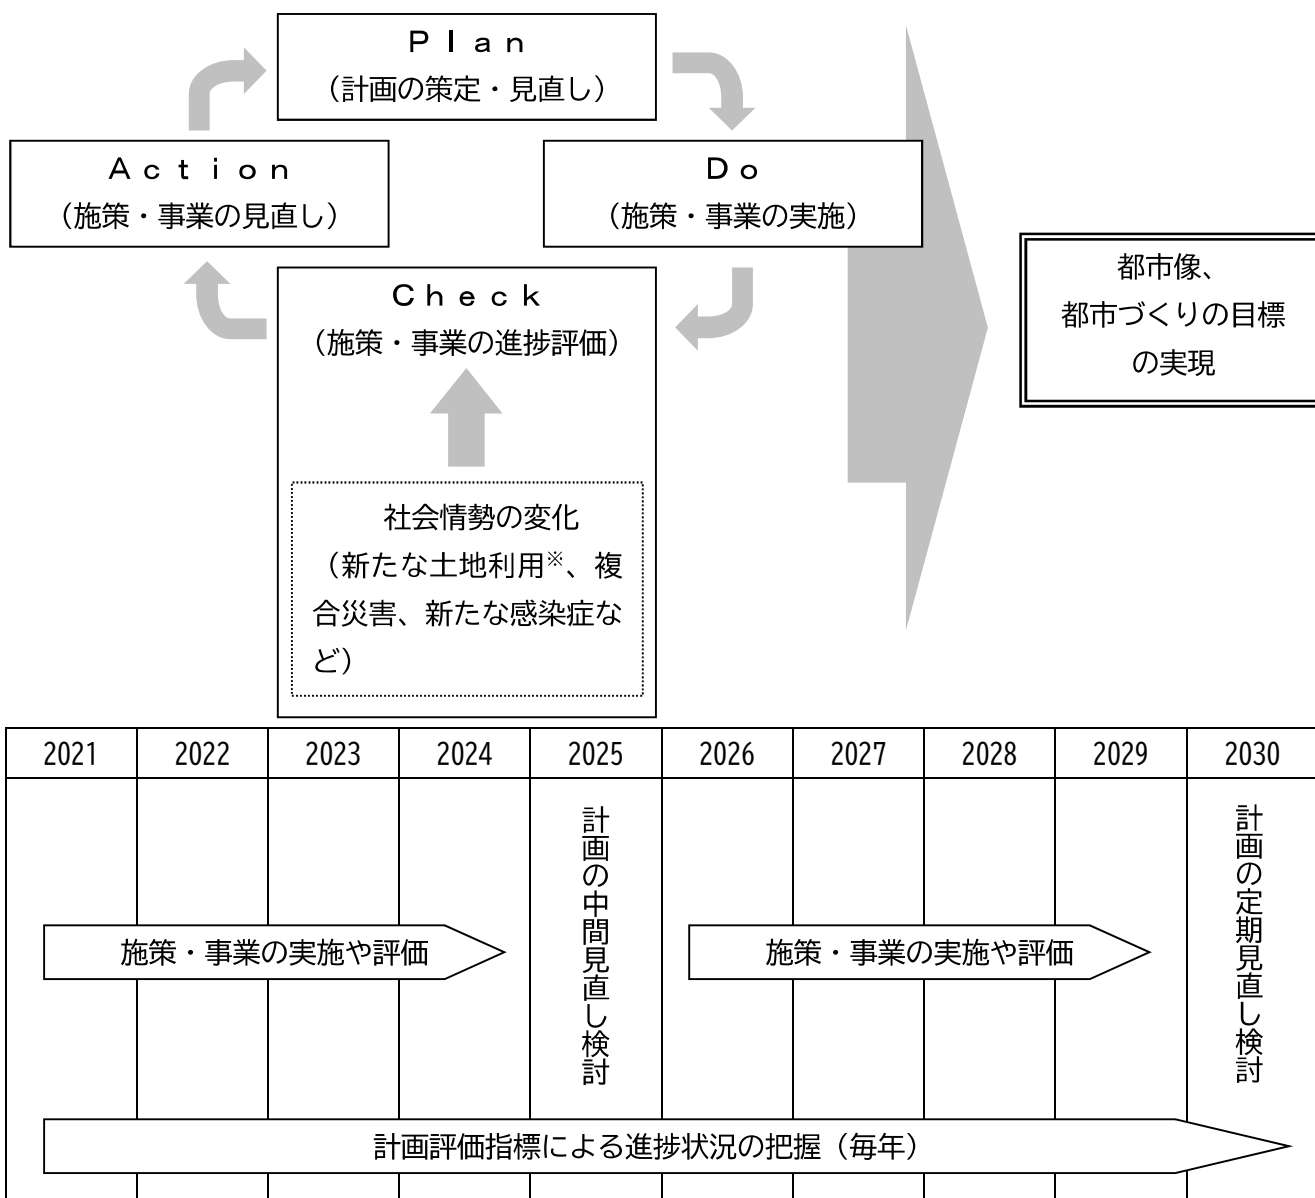 Ｐｌａｎ
（計画の策定・見直し）
Ａｃｔｉｏｎ
（施策・事業の見直し）
Ｄｏ
（施策・事業の実施）
Ｃｈｅｃｋ
（施策・事業の進捗評価）
社会情勢の変化
（新たな土地利用※、複
合災害、新たな感染症な
ど）
都市像、
都市づくりの目標
の実現
2021 2022 2023 2024 2025 2026 2027 2028 2029 2030
施策・事業の実施や評価
計画の中間見直し検討
施策・事業の実施や評価
計画の定期見直し検討
計画評価指標による進捗状況の把握（毎年）